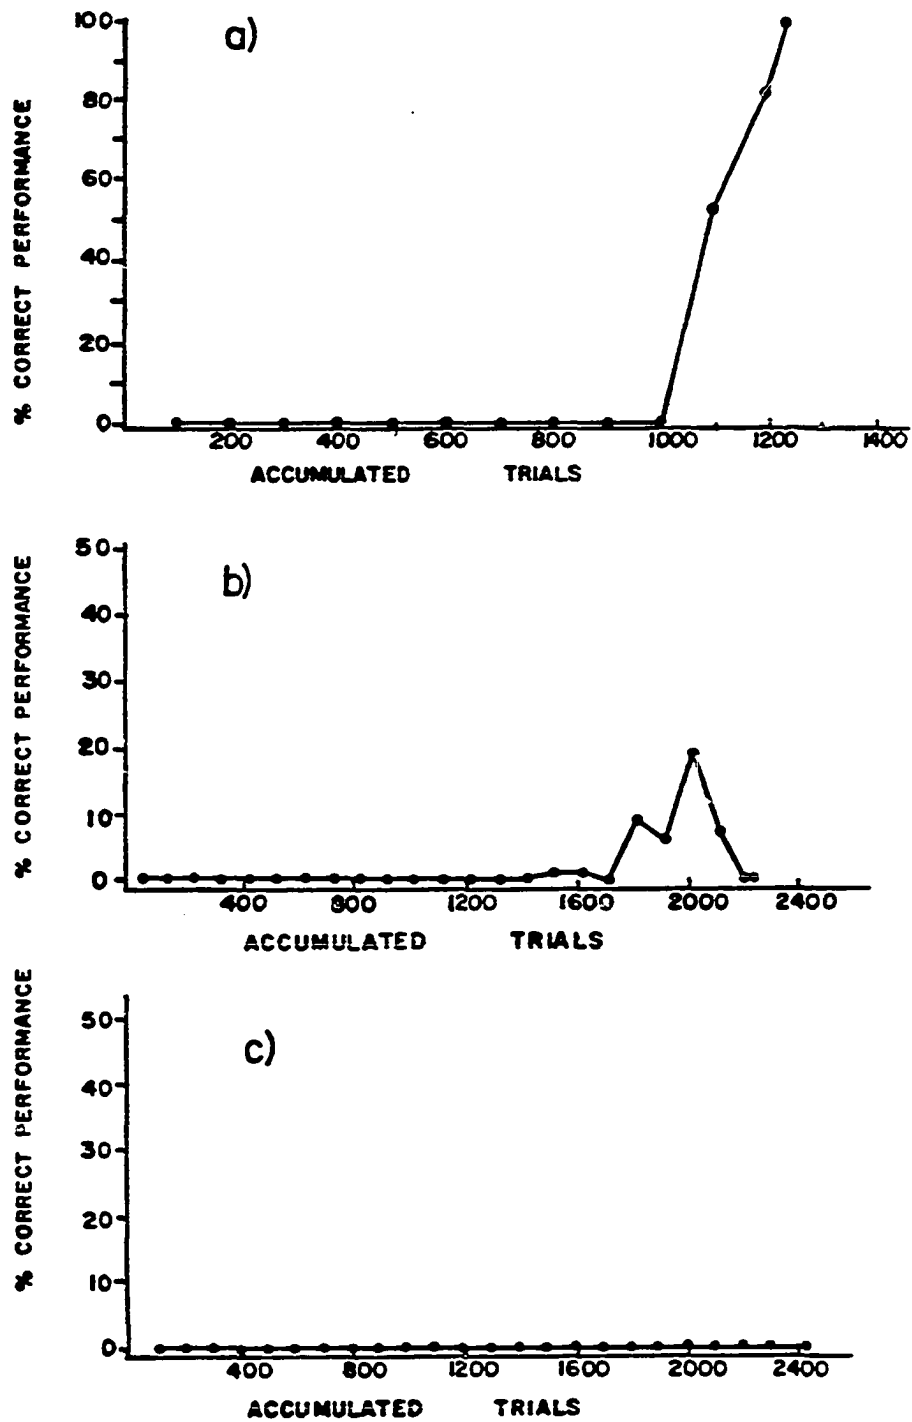 a)
% CORRECT PERFORMANCE
100
80
60
40
20
0
200 400 600 800 1000 1200 1400
ACCUMULATED TRIALS
b)
% CORRECT PERFORMANCE
50
40
30
20
10
0
400 800 1200 1600 2000 2400
ACCUMULATED TRIALS
c)
% CORRECT PERFORMANCE
50
40
30
20
10
0
400 800 1200 1600 2000 2400
ACCUMULATED TRIALS